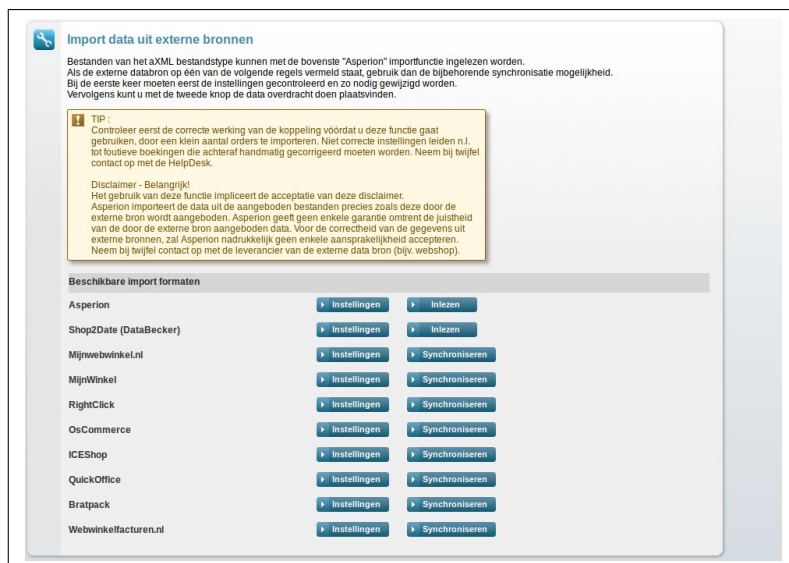 Import data uit externe bronnen
Bestanden van het aXML bestandstype kunnen met de bovenste "Asperion" importfunctie ingelezen worden.
Als de externe databron op één van de volgende regels vermeld staat, gebruik dan de bijbehorende synchronisatie mogelijkheid.
Bij de eerste keer moeten eerst de instellingen gecontroleerd en zo nodig gewijzigd worden.
Vervolgens kunt u met de tweede knop de data overdracht doen plaatsvinden.
TIP :
Controleer eerst de correcte werking van de koppeling vóórdat u deze functie gaat
gebruiken, door een klein aantal orders te importeren. Niet correcte instellingen leiden n.l.
tot foutieve boekingen die achteraf handmatig gecorrigeerd moeten worden. Neem bij twijfel
contact op met de HelpDesk.
Disclaimer - Belangrijk!
Het gebruik van deze functie impliceert de acceptatie van deze disclaimer.
Asperion importeert de data uit de aangeboden bestanden precies zoals deze door de
externe bron wordt aangeboden. Asperion geeft geen enkele garantie omtrent de juistheid
van de door de externe bron aangeboden data. Voor de correctheid van de gegevens uit
externe bronnen, zal Asperion nadrukkelijk geen enkele aansprakelijkheid accepteren.
Neem bij twijfel contact op met de leverancier van de externe data bron (bijv. webshop).
Beschikbare import formaten
Asperion Instellingen Inlezen
Shop2Date (DataBecker) Instellingen Inlezen
Mijnwebwinkel.nl Instellingen Synchroniseren
MijnWinkel Instellingen Synchroniseren
RightClick Instellingen Synchroniseren
OsCommerce Instellingen Synchroniseren
ICEShop Instellingen Synchroniseren
QuickOffice Instellingen Synchroniseren
Bratpack Instellingen Synchroniseren
Webwinkelfacturen.nl Instellingen Synchroniseren